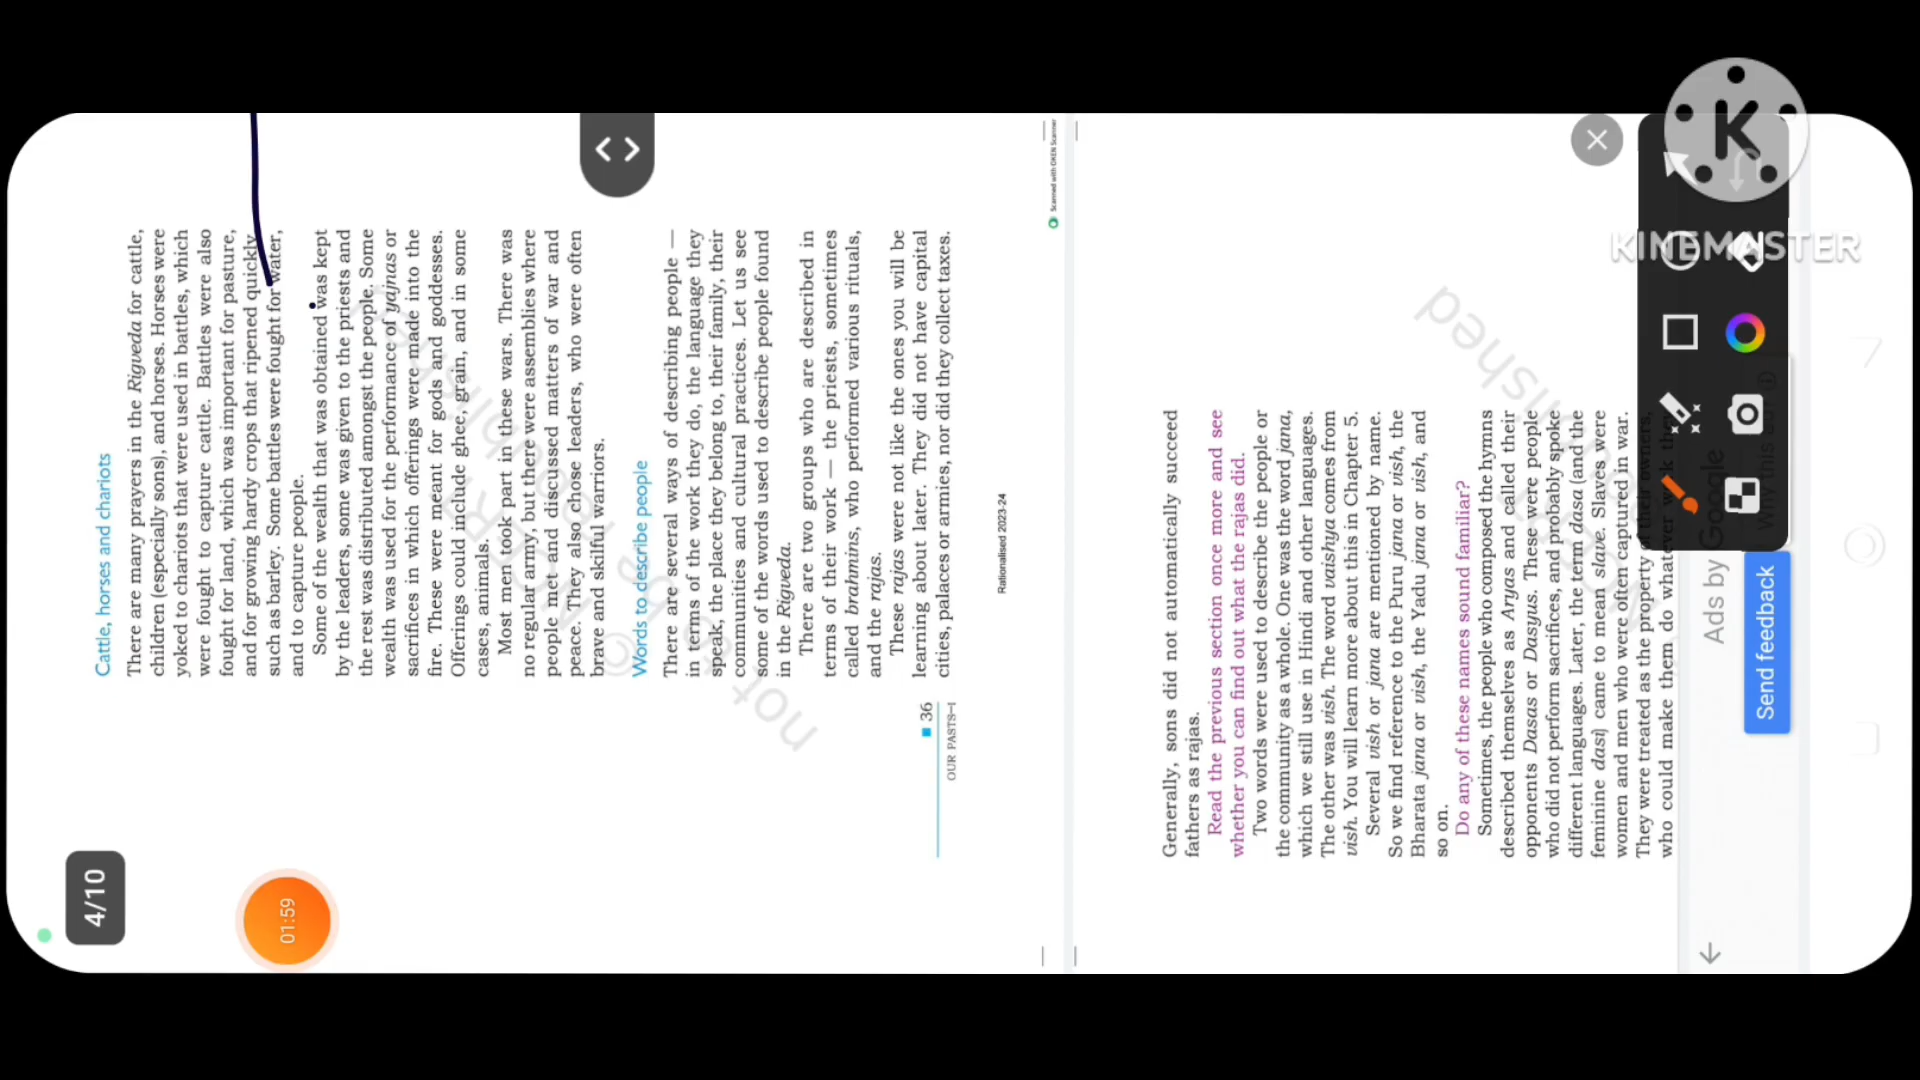 Cattle, horses and chariots
There are many prayers in the Rigveda for cattle,
children (especially sons), and horses. Horses were
yoked to chariots that were used in battles, which
were fought to capture cattle. Battles were also
fought for land, which was important for pasture,
and for growing hardy crops that ripened quickly,
such as barley. Some battles were fought for water,
and to capture people.
Some of the wealth that was obtained was kept
by the leaders, some was given to the priests and
the rest was distributed amongst the people. Some
wealth was used for the performance of yajnas or
sacrifices in which offerings were made into the
fire. These were meant for gods and goddesses.
Offerings could include ghee, grain, and in some
cases, animals.
Most men took part in these wars. There was
no regular army, but there were assemblies where
people met and discussed matters of war and
peace. They also chose leaders, who were often
brave and skilful warriors.
Words to describe people
There are several ways of describing people —
in terms of the work they do, the language they
speak, the place they belong to, their family, their
communities and cultural practices. Let us see
some of the words used to describe people found
in the Rigveda.
There are two groups who are described in
terms of their work — the priests, sometimes
called brahmins, who performed various rituals,
and the rajas.
These rajas were not like the ones you will be
learning about later. They did not have capital
cities, palaces or armies, nor did they collect taxes.
36
OUR PASTS–I
Rationalised 2023-24
Scanned with OKEN Scanner
© NCERT
not to be republished
Generally, sons did not automatically succeed
fathers as rajas.
Read the previous section once more and see
whether you can find out what the rajas did.
Two words were used to describe the people or
the community as a whole. One was the word jana,
which we still use in Hindi and other languages.
The other was vish. The word vaishya comes from
vish. You will learn more about this in Chapter 5.
Several vish or jana are mentioned by name.
So we find reference to the Puru jana or vish, the
Bharata jana or vish, the Yadu jana or vish, and
so on.
Do any of these names sound familiar?
Sometimes, the people who composed the hymns
described themselves as Aryas and called their
opponents Dasas or Dasyus. These were people
who did not perform sacrifices, and probably spoke
different languages. Later, the term dasa (and the
feminine dasi) came to mean slave. Slaves were
women and men who were often captured in war.
They were treated as the property of their owners,
who could make them do whatever work they
4/10
01:59
Ads by Google
Send feedback
Why this ad?
K
KINEMASTER